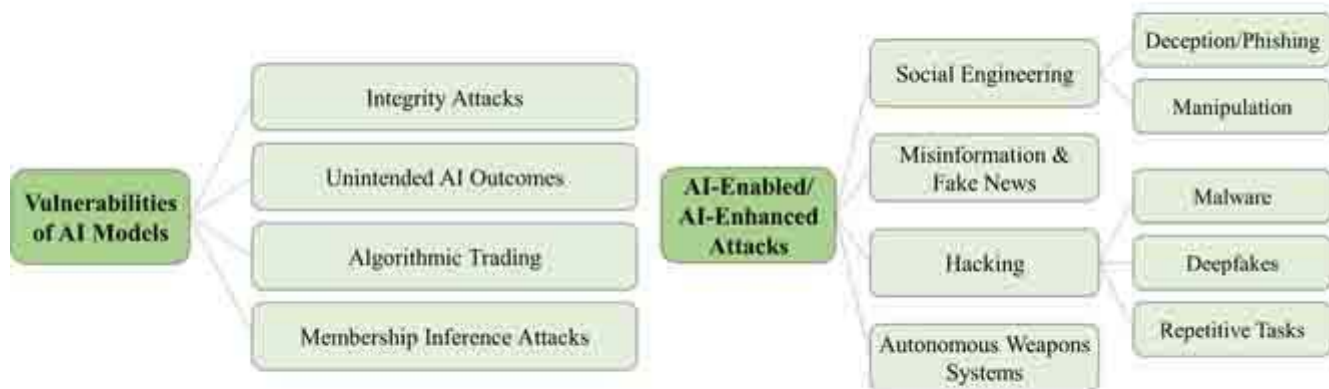 Vulnerabilities
of AI Models
Integrity Attacks
Unintended AI Outcomes
Algorithmic Trading
Membership Inference Attacks
AI-Enabled/
AI-Enhanced
Attacks
Social Engineering
Deception/Phishing
Manipulation
Misinformation &
Fake News
Hacking
Malware
Deepfakes
Repetitive Tasks
Autonomous Weapons
Systems